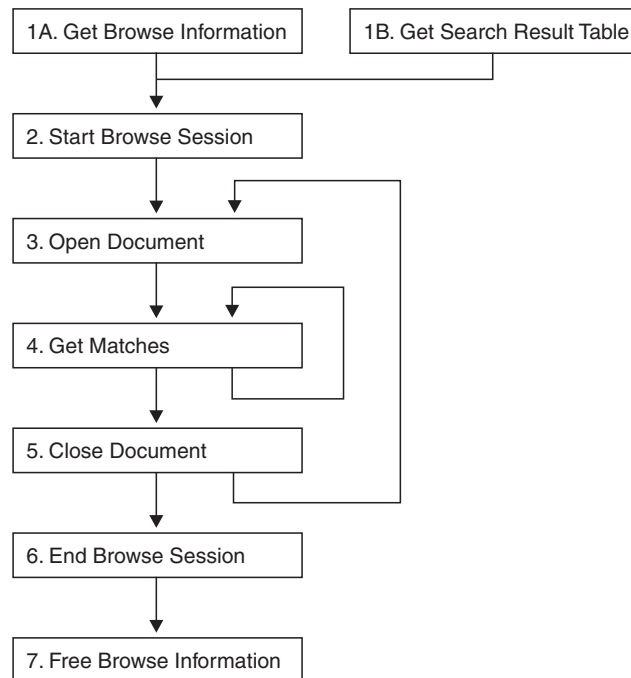 1A. Get Browse Information
1B. Get Search Result Table
2. Start Browse Session
3. Open Document
4. Get Matches
5. Close Document
6. End Browse Session
7. Free Browse Information